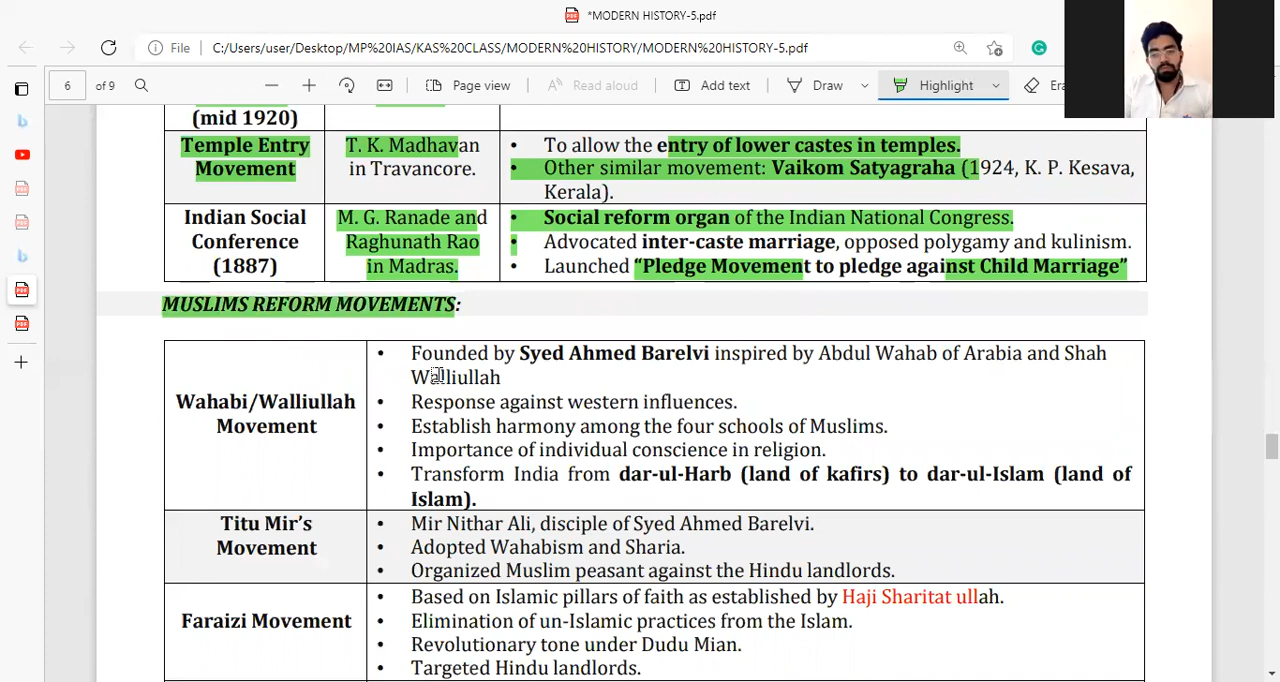 *MODERN HISTORY-5.pdf
File C:/Users/user/Desktop/MP%20IAS/KAS%20CLASS/MODERN%20HISTORY/MODERN%20HISTORY-5.pdf
6 of 9 Page view Read aloud Add text Draw Highlight Era
(mid 1920)
Temple Entry Movement
T. K. Madhavan in Travancore.
• To allow the entry of lower castes in temples.
• Other similar movement: Vaikom Satyagraha (1924, K. P. Kesava,
Kerala).
Indian Social
Conference
(1887)
M. G. Ranade and
Raghunath Rao
in Madras.
• Social reform organ of the Indian National Congress.
• Advocated inter-caste marriage, opposed polygamy and kulinism.
• Launched “Pledge Movement to pledge against Child Marriage”
MUSLIMS REFORM MOVEMENTS:
Wahabi/Walliullah
Movement
• Founded by Syed Ahmed Barelvi inspired by Abdul Wahab of Arabia and Shah
Walliullah
• Response against western influences.
• Establish harmony among the four schools of Muslims.
• Importance of individual conscience in religion.
• Transform India from dar-ul-Harb (land of kafirs) to dar-ul-Islam (land of
Islam).
Titu Mir’s
Movement
• Mir Nithar Ali, disciple of Syed Ahmed Barelvi.
• Adopted Wahabism and Sharia.
• Organized Muslim peasant against the Hindu landlords.
Faraizi Movement
• Based on Islamic pillars of faith as established by Haji Sharitat ullah.
• Elimination of un-Islamic practices from the Islam.
• Revolutionary tone under Dudu Mian.
• Targeted Hindu landlords.